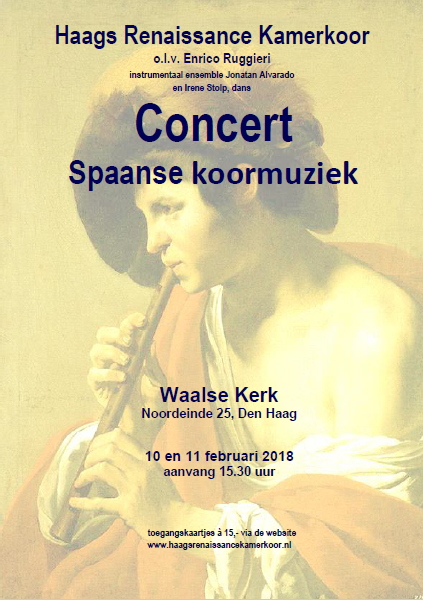 Haags Renaissance Kamerkoor
o.l.v. Enrico Ruggieri
instrumentaal ensemble Jonatan Alvarado
en Irene Stolp, dans
Concert
Spaanse koormuziek
Waalse Kerk
Noordeinde 25, Den Haag
10 en 11 februari 2018
aanvang 15.30 uur
toegangskaartjes à 15,- via de website
www.haagsrenaissancekamerkoor.nl